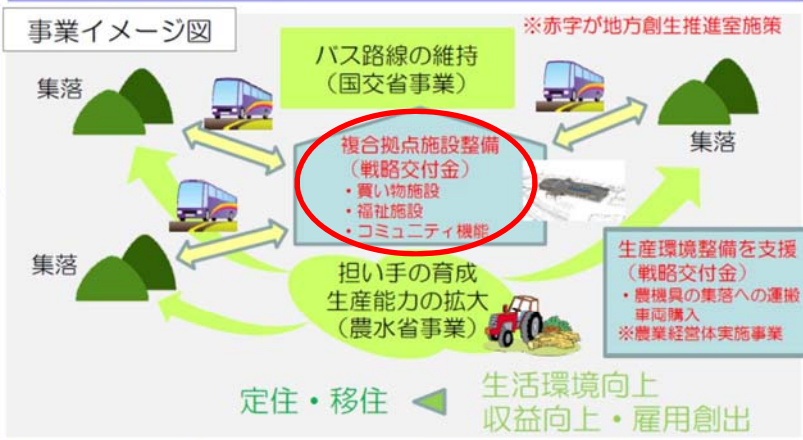 事業イメージ図
※赤字が地方創生推進室施策
バス路線の維持
（国交省事業）
集落
集落
複合拠点施設整備
（戦略交付金）
・買い物施設
・福祉施設
・コミュニティ機能
集落
担い手の育成
生産能力の拡大
（農水省事業）
生産環境整備を支援
（戦略交付金）
・農機具の集落への運搬
車両購入
※農業経営体実施事業
定住・移住
生活環境向上
収益向上・雇用創出